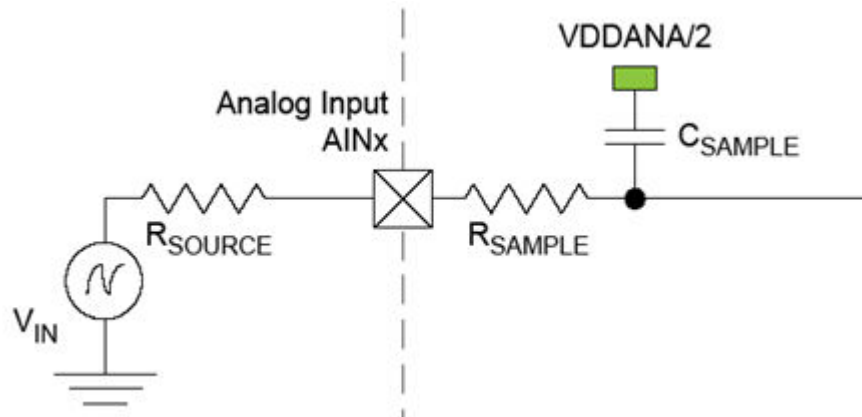 VDDANA/2
Analog Input
AINx
CSAMPLE
RSOURCE
RSAMPLE
VIN